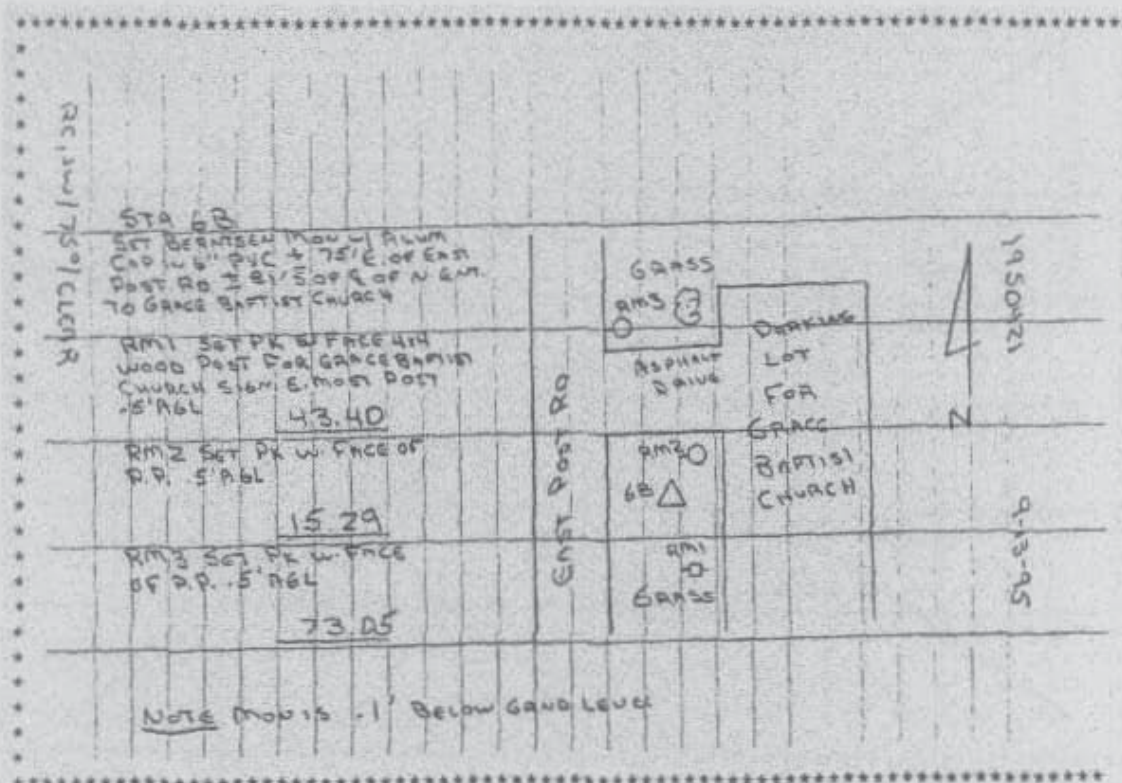 RC, JW / 75°/CLEAR
STA 6B
SET BERNTSEN MON W/ ALUM
CAP IN 6" PVC ± 75' E. OF EAST
POST RD ± 81' S OF ℄ OF N ENT.
TO GRACE BAPTIST CHURCH
RM1 SET PK W FACE 4x4
WOOD POST FOR GRACE BAPTIST
CHURCH SIGN E. MOST POST
.5' AGL
43.40
RM2 SET PK W. FACE OF
P.P. .5' AGL
15.29
RM3 SET PK W. FACE
OF P.P. .5' AGL
73.05
NOTE MON IS .1' BELOW GRND LEVEL
EAST POST RD
GRASS
RM3
ASPHALT
DRIVE
RM2
6B
RM1
GRASS
PARKING
LOT
FOR
GRACE
BAPTIST
CHURCH
N
1950421
9-13-95